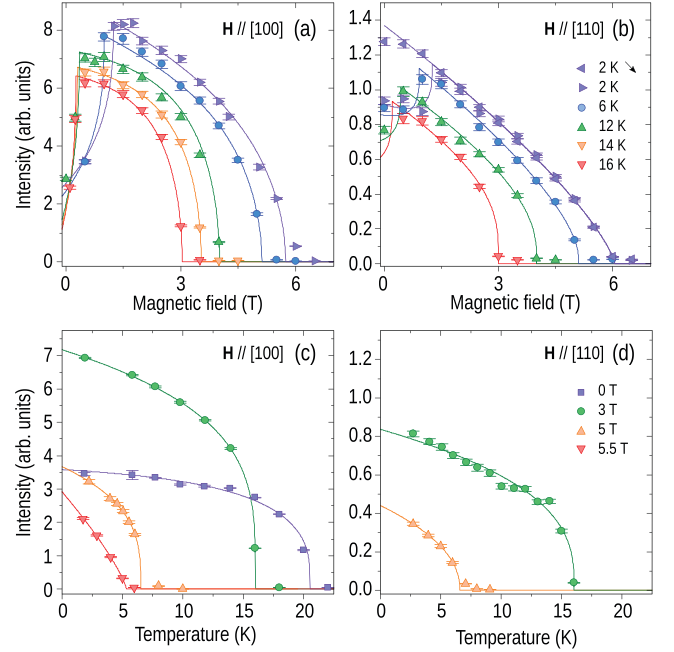 H // [100] (a)
8
6
4
2
0
Intensity (arb. units)
0 3 6
Magnetic field (T)
H // [110] (b)
1.4
1.2
1.0
0.8
0.6
0.4
0.2
0.0
2 K
2 K
6 K
12 K
14 K
16 K
0 2 4 6
Magnetic field (T)
H // [100] (c)
7
6
5
4
3
2
1
0
Intensity (arb. units)
0 5 10 15 20
Temperature (K)
H // [110] (d)
1.2
1.0
0.8
0.6
0.4
0.2
0.0
0 T
3 T
5 T
5.5 T
0 5 10 15 20
Temperature (K)